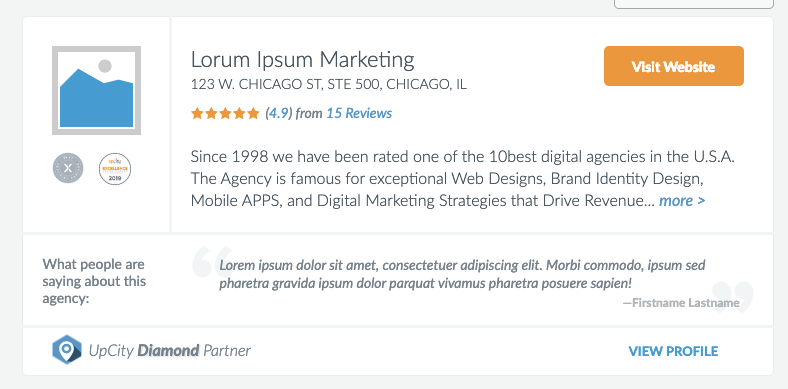 Lorum Ipsum Marketing
Visit Website
123 W. CHICAGO ST, STE 500, CHICAGO, IL
(4.9) from 15 Reviews
X
upcity
EXCELLENCE
2019
Since 1998 we have been rated one of the 10best digital agencies in the U.S.A.
The Agency is famous for exceptional Web Designs, Brand Identity Design,
Mobile APPS, and Digital Marketing Strategies that Drive Revenue... more >
What people are
saying about this
agency:
“
Lorem ipsum dolor sit amet, consectetuer adipiscing elit. Morbi commodo, ipsum sed
pharetra gravida ipsum dolor parquat vivamus pharetra posuere sapien!
”
—Firstname Lastname
UpCity Diamond Partner
VIEW PROFILE